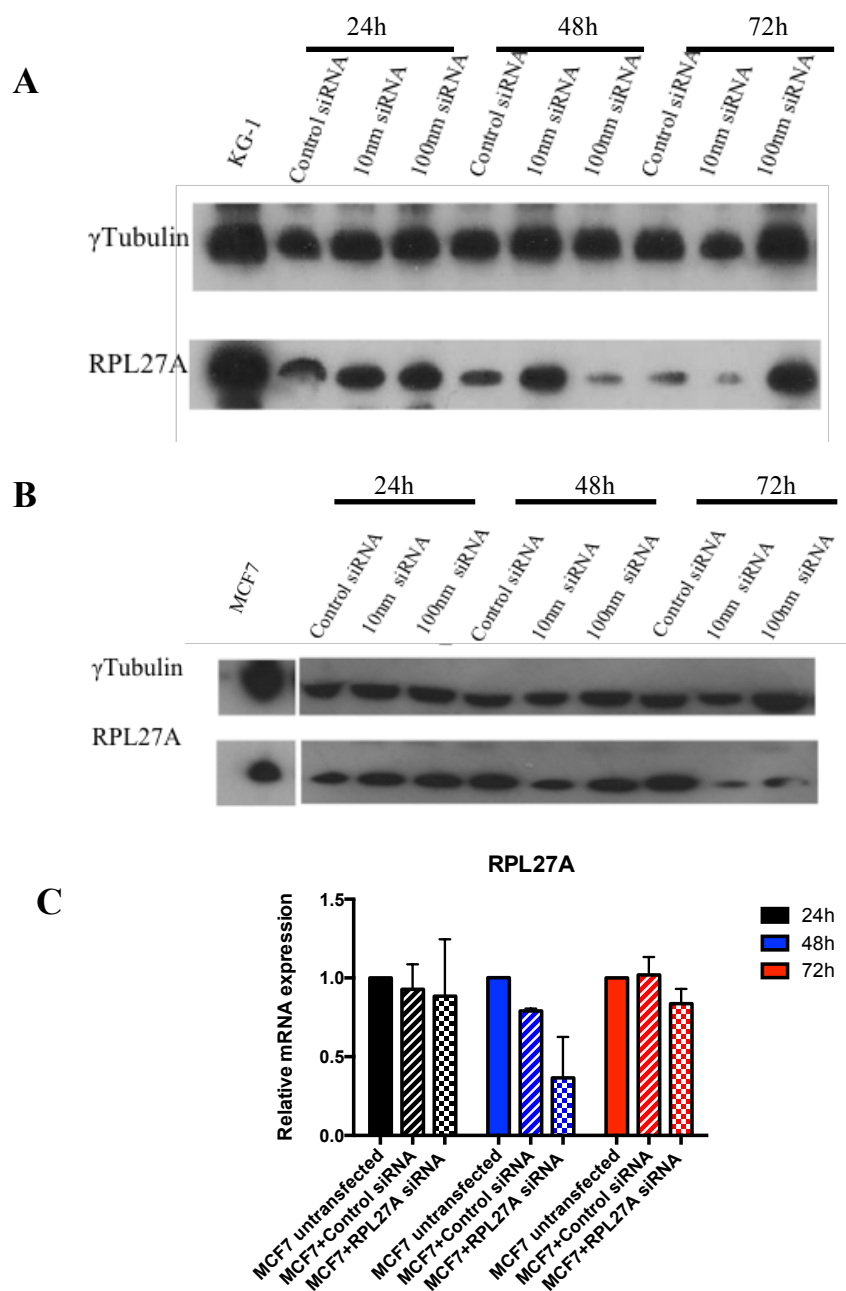 A
24h 48h 72h
KG-1 Control siRNA 10nm siRNA 100nm siRNA Control siRNA 10nm siRNA 100nm siRNA Control siRNA 10nm siRNA 100nm siRNA
γTubulin
RPL27A
B
24h 48h 72h
MCF7 Control siRNA 10nm siRNA 100nm siRNA Control siRNA 10nm siRNA 100nm siRNA Control siRNA 10nm siRNA 100nm siRNA
γTubulin
RPL27A
C
RPL27A
Relative mRNA expression
1.5
1.0
0.5
0.0
24h
48h
72h
MCF7 untransfected
MCF7+Control siRNA
MCF7+RPL27A siRNA
MCF7 untransfected
MCF7+Control siRNA
MCF7+RPL27A siRNA
MCF7 untransfected
MCF7+Control siRNA
MCF7+RPL27A siRNA